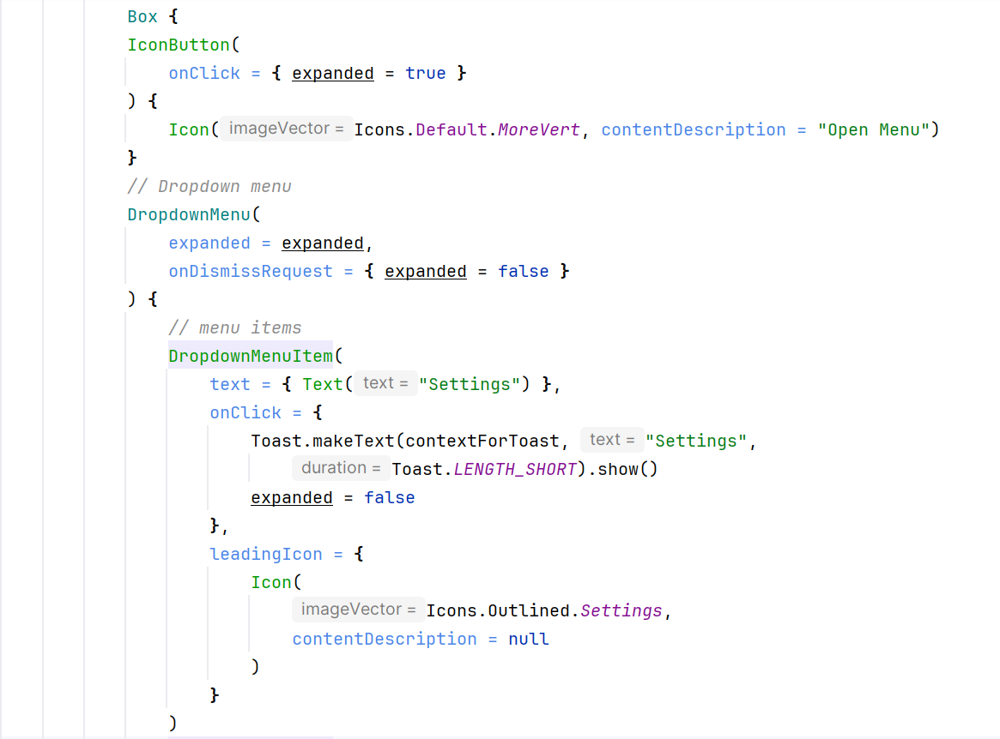 Box {
IconButton(
onClick = { expanded = true }
) {
Icon( imageVector = Icons.Default.MoreVert, contentDescription = "Open Menu")
}
// Dropdown menu
DropdownMenu(
expanded = expanded,
onDismissRequest = { expanded = false }
) {
// menu items
DropdownMenuItem(
text = { Text( text = "Settings") },
onClick = {
Toast.makeText(contextForToast, text = "Settings",
duration = Toast.LENGTH_SHORT).show()
expanded = false
},
leadingIcon = {
Icon(
imageVector = Icons.Outlined.Settings,
contentDescription = null
)
}
)